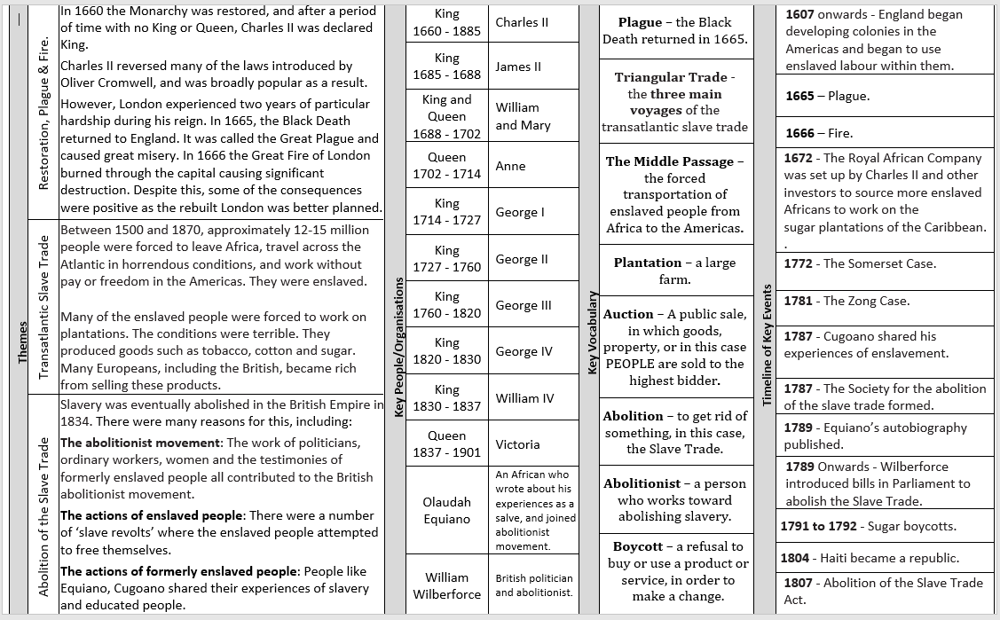 Themes
Restoration, Plague & Fire.
In 1660 the Monarchy was restored, and after a period
of time with no King or Queen, Charles II was declared
King.
Charles II reversed many of the laws introduced by
Oliver Cromwell, and was broadly popular as a result.
However, London experienced two years of particular
hardship during his reign. In 1665, the Black Death
returned to England. It was called the Great Plague and
caused great misery. In 1666 the Great Fire of London
burned through the capital causing significant
destruction. Despite this, some of the consequences
were positive as the rebuilt London was better planned.
Transatlantic Slave Trade
Between 1500 and 1870, approximately 12-15 million
people were forced to leave Africa, travel across the
Atlantic in horrendous conditions, and work without
pay or freedom in the Americas. They were enslaved.
Many of the enslaved people were forced to work on
plantations. The conditions were terrible. They
produced goods such as tobacco, cotton and sugar.
Many Europeans, including the British, became rich
from selling these products.
Abolition of the Slave Trade
Slavery was eventually abolished in the British Empire in
1834. There were many reasons for this, including:
The abolitionist movement: The work of politicians,
ordinary workers, women and the testimonies of
formerly enslaved people all contributed to the British
abolitionist movement.
The actions of enslaved people: There were a number
of ‘slave revolts’ where the enslaved people attempted
to free themselves.
The actions of formerly enslaved people: People like
Equiano, Cugoano shared their experiences of slavery
and educated people.
Key People/Organisations
King
1660 - 1885
Charles II
King
1685 - 1688
James II
King and
Queen
1688 - 1702
William
and Mary
Queen
1702 - 1714
Anne
King
1714 - 1727
George I
King
1727 - 1760
George II
King
1760 - 1820
George III
King
1820 - 1830
George IV
King
1830 - 1837
William IV
Queen
1837 - 1901
Victoria
Olaudah
Equiano
An African who
wrote about his
experiences as a
salve, and joined
abolitionist
movement.
William
Wilberforce
British politician
and abolitionist.
Key Vocabulary
Plague – the Black
Death returned in 1665.
Triangular Trade -
the three main
voyages of the
transatlantic slave trade
The Middle Passage –
the forced
transportation of
enslaved people from
Africa to the Americas.
Plantation – a large
farm.
Auction – A public sale,
in which goods,
property, or in this case
PEOPLE are sold to the
highest bidder.
Abolition – to get rid of
something, in this case,
the Slave Trade.
Abolitionist – a person
who works toward
abolishing slavery.
Boycott – a refusal to
buy or use a product or
service, in order to
make a change.
Timeline of Key Events
1607 onwards - England began
developing colonies in the
Americas and began to use
enslaved labour within them.
1665 – Plague.
1666 – Fire.
1672 - The Royal African Company
was set up by Charles II and other
investors to source more enslaved
Africans to work on the
sugar plantations of the Caribbean.
.
1772 - The Somerset Case.
1781 - The Zong Case.
1787 - Cugoano shared his
experiences of enslavement.
1787 - The Society for the abolition
of the slave trade formed.
1789 - Equiano’s autobiography
published.
1789 Onwards - Wilberforce
introduced bills in Parliament to
abolish the Slave Trade.
1791 to 1792 - Sugar boycotts.
1804 - Haiti became a republic.
1807 - Abolition of the Slave Trade
Act.